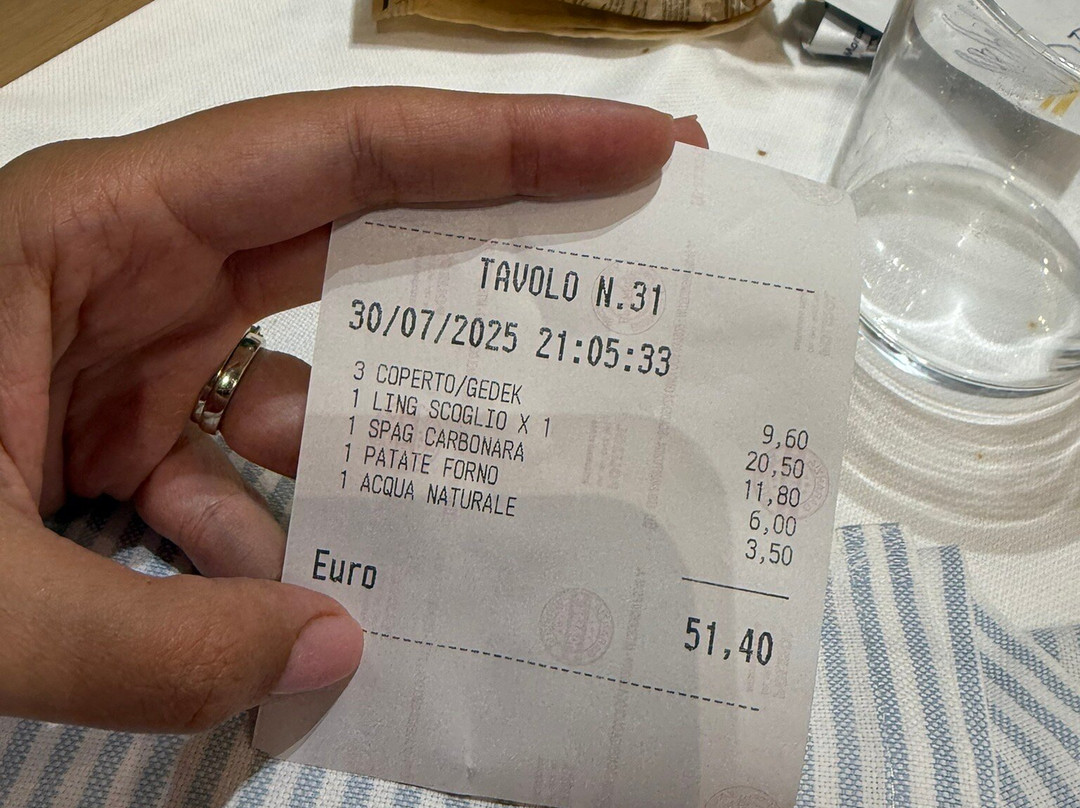 TAVOLO N.31
30/07/2025 21:05:33
3 COPERTO/GEDEK 9,60
1 LING SCOGLIO X 1 20,50
1 SPAG CARBONARA 11,80
1 PATATE FORNO 6,00
1 ACQUA NATURALE 3,50
Euro 51,40